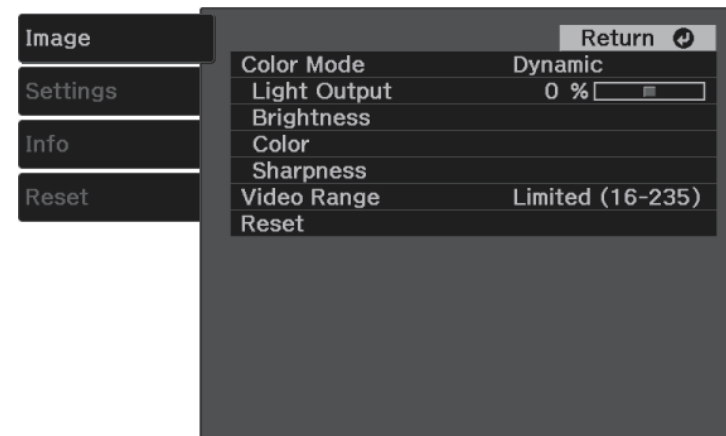 Image
Settings
Info
Reset
Return
Color Mode Dynamic
Light Output 0 %
Brightness
Color
Sharpness
Video Range Limited (16-235)
Reset